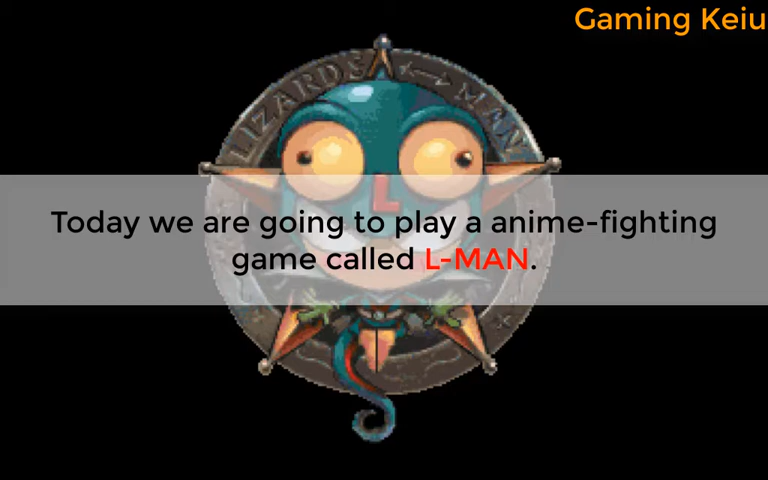 Gaming Keiu
LIZARDS MAN
L
Today we are going to play a anime-fighting
game called L-MAN.